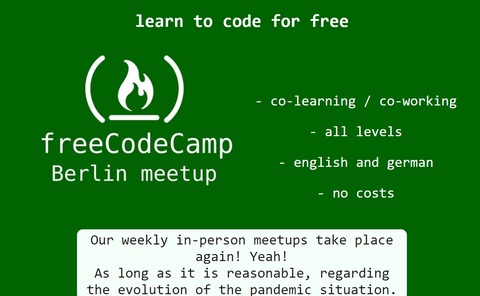 learn to code for free
freeCodeCamp
Berlin meetup
- co-learning / co-working
- all levels
- english and german
- no costs
Our weekly in-person meetups take place
again! Yeah!
As long as it is reasonable, regarding
the evolution of the pandemic situation.